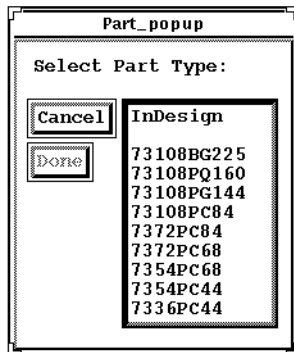 Part_popup
Select Part Type:
Cancel
Done
InDesign
73108BG225
73108PQ160
73108PG144
73108PC84
7372PC84
7372PC68
7354PC68
7354PC44
7336PC44